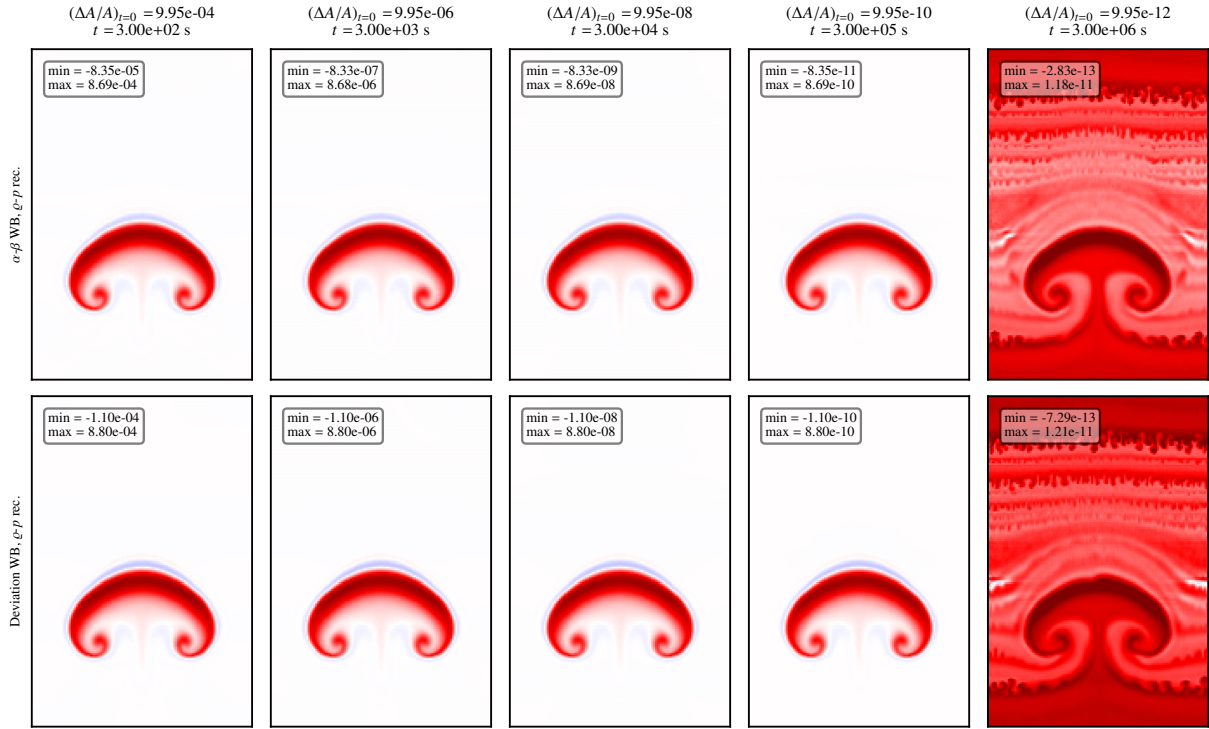 (ΔA/A)t=0 = 9.95e-04
t = 3.00e+02 s
(ΔA/A)t=0 = 9.95e-06
t = 3.00e+03 s
(ΔA/A)t=0 = 9.95e-08
t = 3.00e+04 s
(ΔA/A)t=0 = 9.95e-10
t = 3.00e+05 s
(ΔA/A)t=0 = 9.95e-12
t = 3.00e+06 s
α-β WB, ϱ-p rec.
min = -8.35e-05
max = 8.69e-04
min = -8.33e-07
max = 8.68e-06
min = -8.33e-09
max = 8.69e-08
min = -8.35e-11
max = 8.69e-10
min = -2.83e-13
max = 1.18e-11
Deviation WB, ϱ-p rec.
min = -1.10e-04
max = 8.80e-04
min = -1.10e-06
max = 8.80e-06
min = -1.10e-08
max = 8.80e-08
min = -1.10e-10
max = 8.80e-10
min = -7.29e-13
max = 1.21e-11